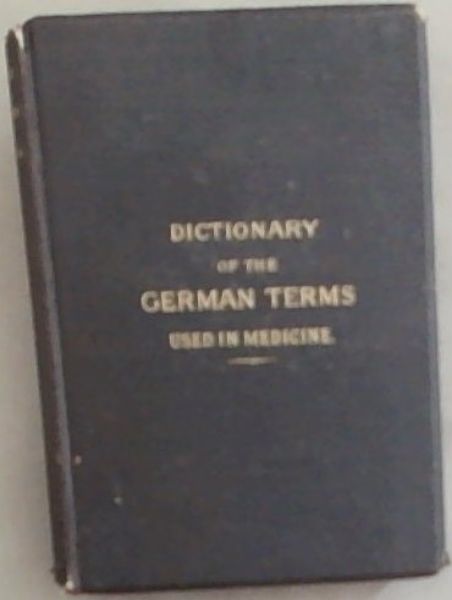 DICTIONARY
OF THE
GERMAN TERMS
USED IN MEDICINE.